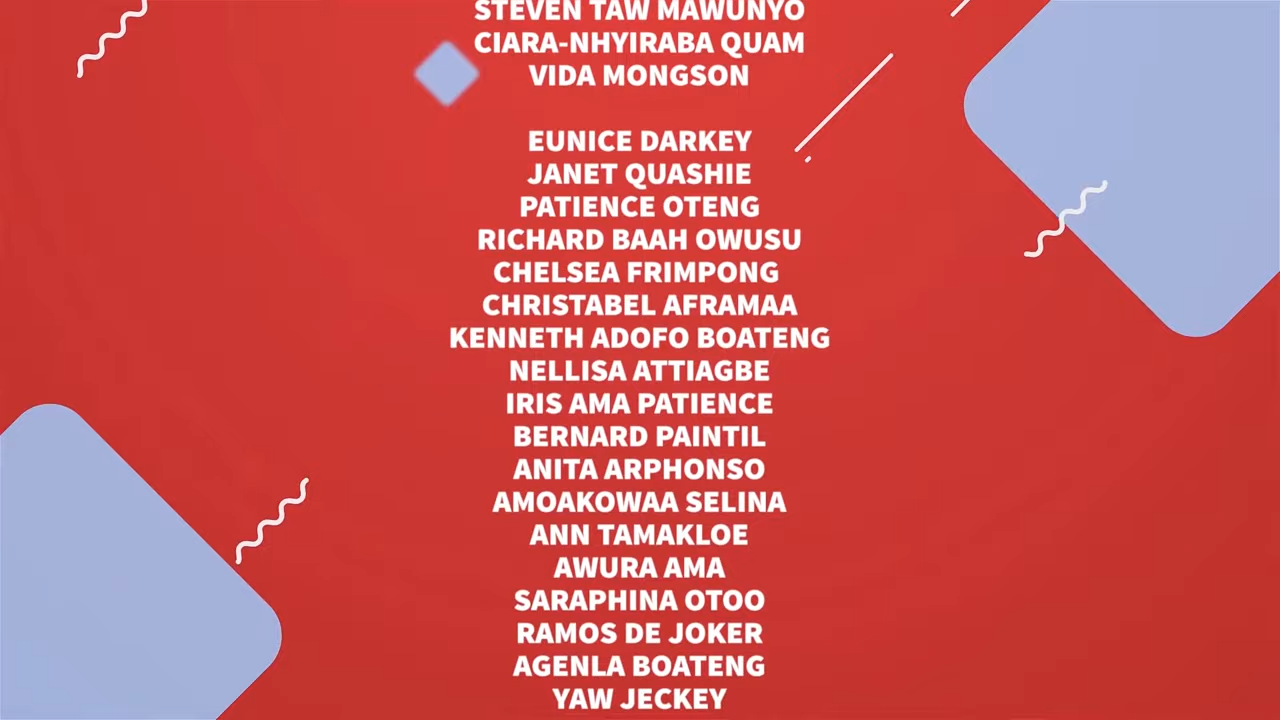 STEVEN TAW MAWUNYO
CIARA-NHYIRABA QUAM
VIDA MONGSON
EUNICE DARKEY
JANET QUASHIE
PATIENCE OTENG
RICHARD BAAH OWUSU
CHELSEA FRIMPONG
CHRISTABEL AFRAMAA
KENNETH ADOFO BOATENG
NELLISA ATTIAGBE
IRIS AMA PATIENCE
BERNARD PAINTIL
ANITA ARPHONSO
AMOAKOWAA SELINA
ANN TAMAKLOE
AWURA AMA
SARAPHINA OTOO
RAMOS DE JOKER
AGENLA BOATENG
YAW JECKEY